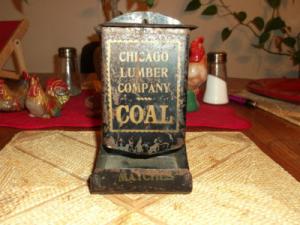 CHICAGO
LUMBER
COMPANY
COAL
MATCHES